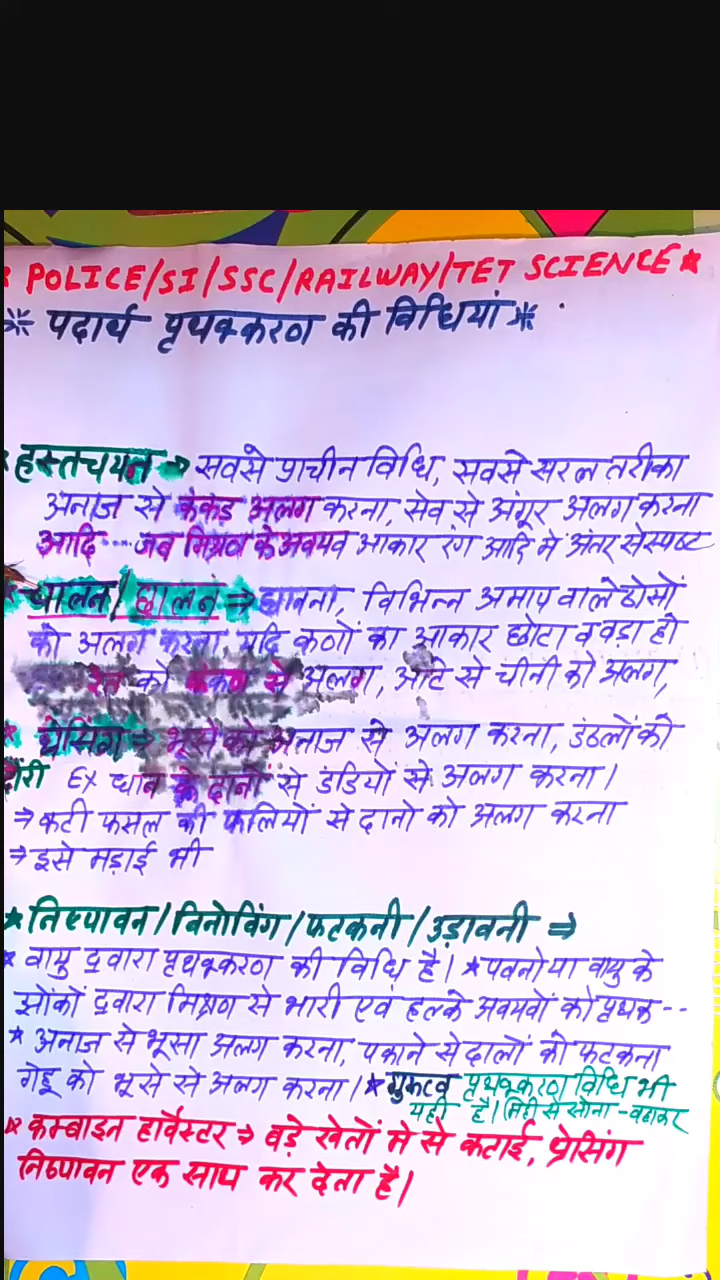 * POLICE/SI/SSC/RAILWAY/TET SCIENCE *
* पदार्थ पृथक्करण की विधियां *
* हस्तचयन ⇒ सबसे प्राचीन विधि, सबसे सरल तरीका
अनाज से कंकड़ अलग करना, सेव से अंगूर अलग करना
आदि ... जब मिश्रण के अवयव आकार रंग आदि मे अंतर से स्पष्ट
* चालन / छालन ⇒ छानना, विभिन्न अमाप वाले ठोसों
को अलग करना, यदि कणों का आकार छोटा व बड़ा हो
रेत को कंकण से अलग, आटे से चीनी को अलग,
* थ्रेसिंग ⇒ भूसे को अनाज से अलग करना, डंठलों को
दौरी Ex धान के दानों से डंडियों से अलग करना।
⇒ कटी फसल की फलियों से दानो को अलग करना
⇒ इसे मड़ाई भी
* निष्पावन / विनोविंग / फटकनी / उड़ावनी ⇒
* वायु द्वारा पृथक्करण की विधि है। * पवनो या वायु के
झोंकों द्वारा मिश्रण से भारी एवं हल्के अवयवों को पृथक --
* अनाज से भूसा अलग करना, पकाने से दालों को फटकना
गेहू को भूसे से अलग करना। * गुरुत्व पृथक्करण विधि भी
यही है। (मिट्टी से सोना - बहाकर
* कम्बाइन हार्वेस्टर ⇒ बड़े खेतों मे से कटाई, थ्रेसिंग
निष्पावन एक साथ कर देता है।